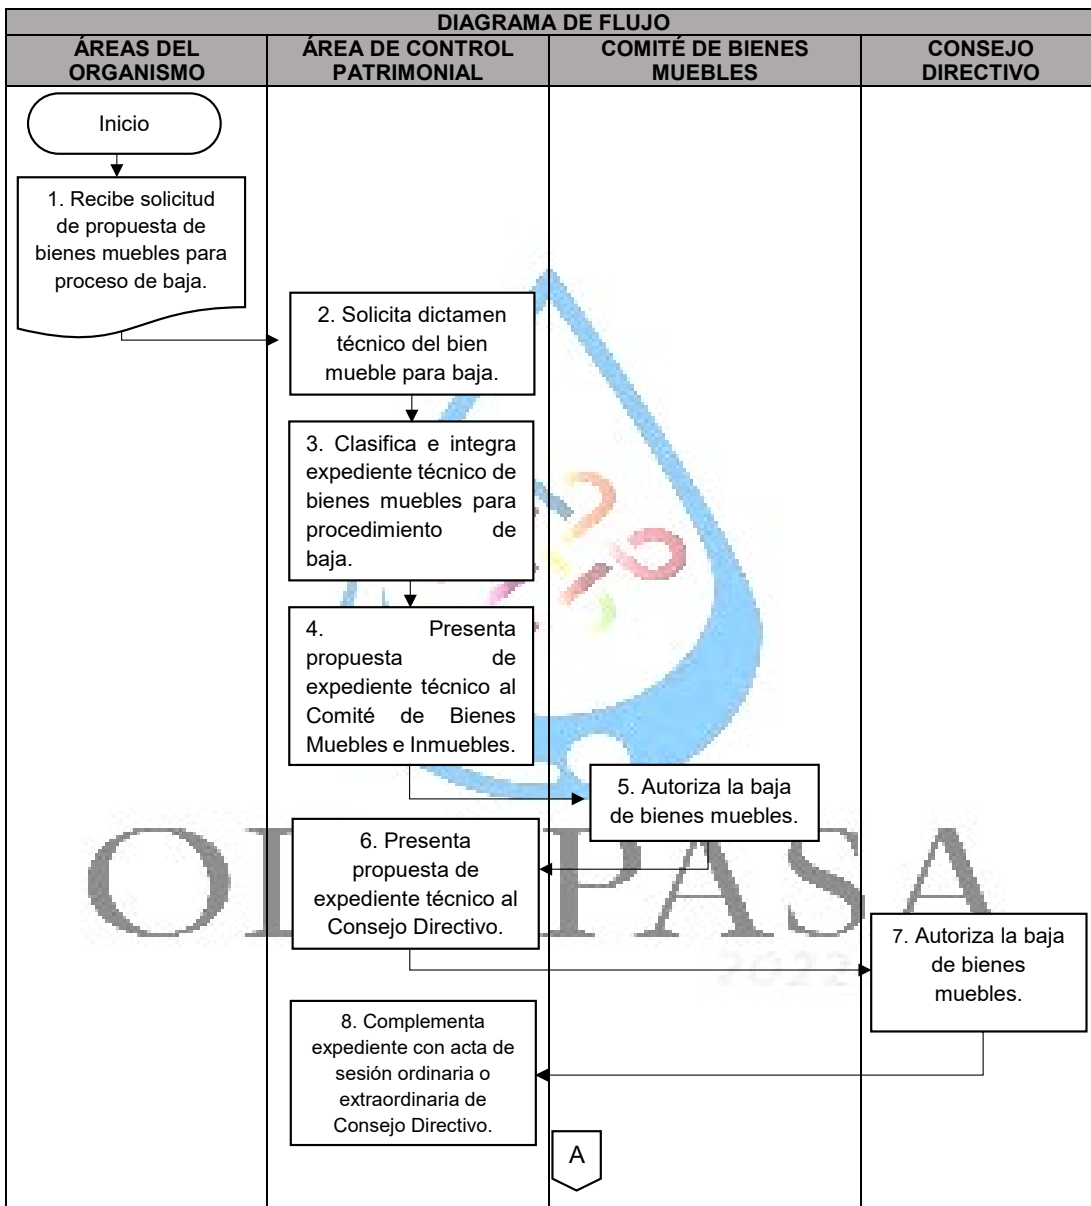 DIAGRAMA DE FLUJO
ÁREAS DEL
ORGANISMO
ÁREA DE CONTROL
PATRIMONIAL
COMITÉ DE BIENES
MUEBLES
CONSEJO
DIRECTIVO
Inicio
1. Recibe solicitud
de propuesta de
bienes muebles para
proceso de baja.
2. Solicita dictamen
técnico del bien
mueble para baja.
3. Clasifica e integra
expediente técnico de
bienes muebles para
procedimiento de
baja.
4. Presenta
propuesta de
expediente técnico al
Comité de Bienes
Muebles e Inmuebles.
5. Autoriza la baja
de bienes muebles.
6. Presenta
propuesta de
expediente técnico al
Consejo Directivo.
7. Autoriza la baja
de bienes
muebles.
8. Complementa
expediente con acta de
sesión ordinaria o
extraordinaria de
Consejo Directivo.
A
2022